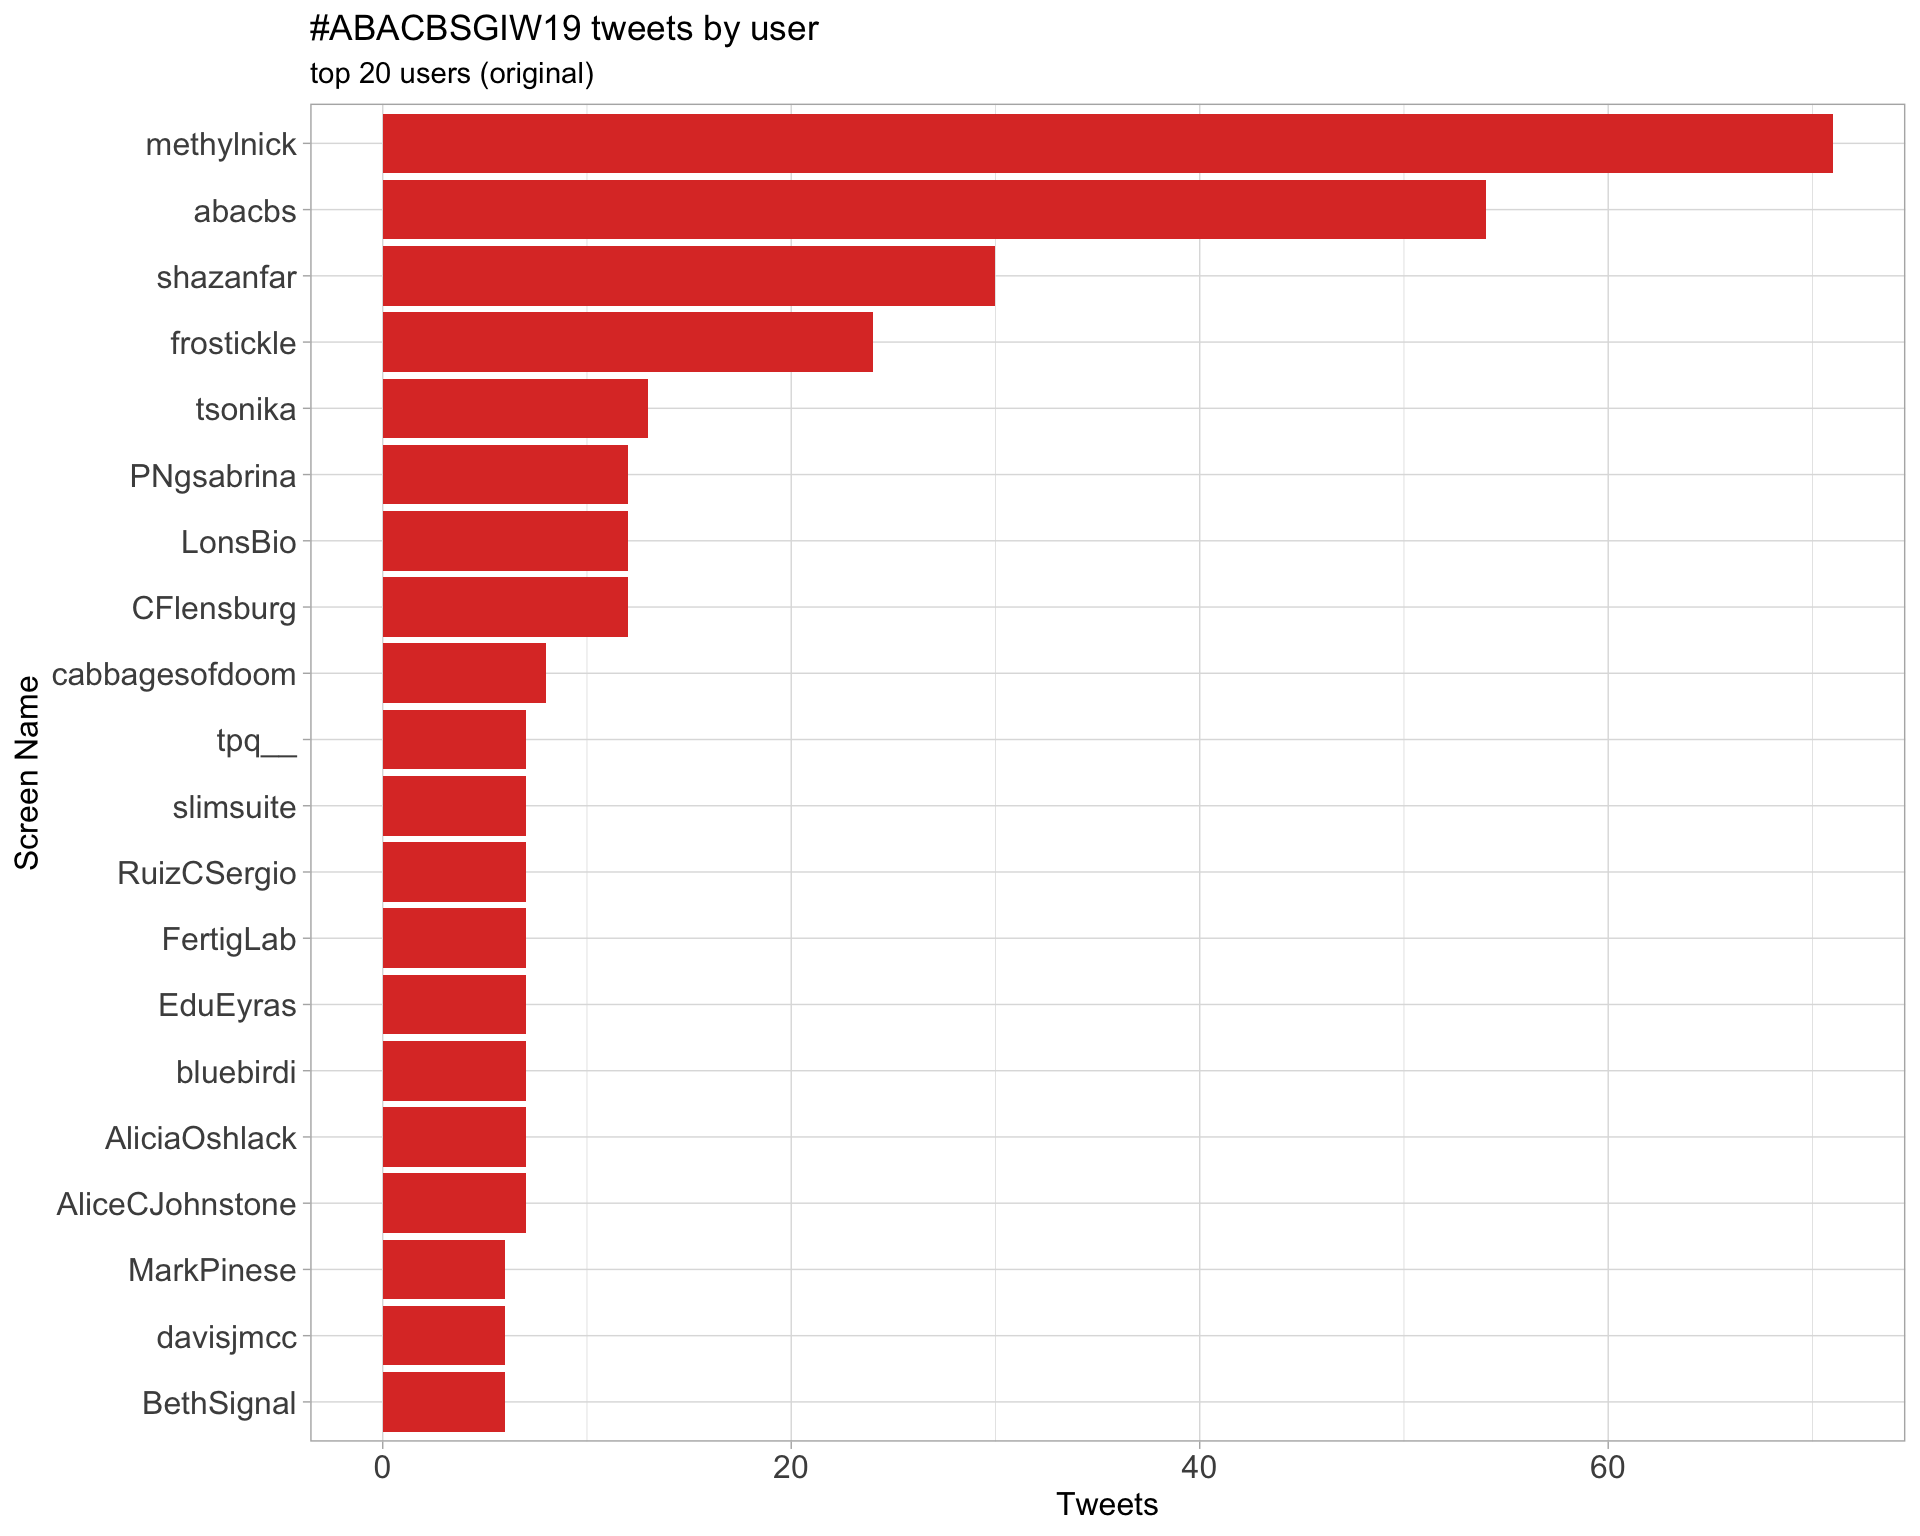 #ABACBSGIW19 tweets by user
top 20 users (original)
methylnick
abacbs
shazanfar
frostickle
tsonika
PNgsabrina
LonsBio
CFlensburg
cabbagesofdoom
tpq__
slimsuite
RuizCSergio
FertigLab
EduEyras
bluebirdi
AliciaOshlack
AliceCJohnstone
MarkPinese
davisjmcc
BethSignal
Screen Name
0 20 40 60
Tweets